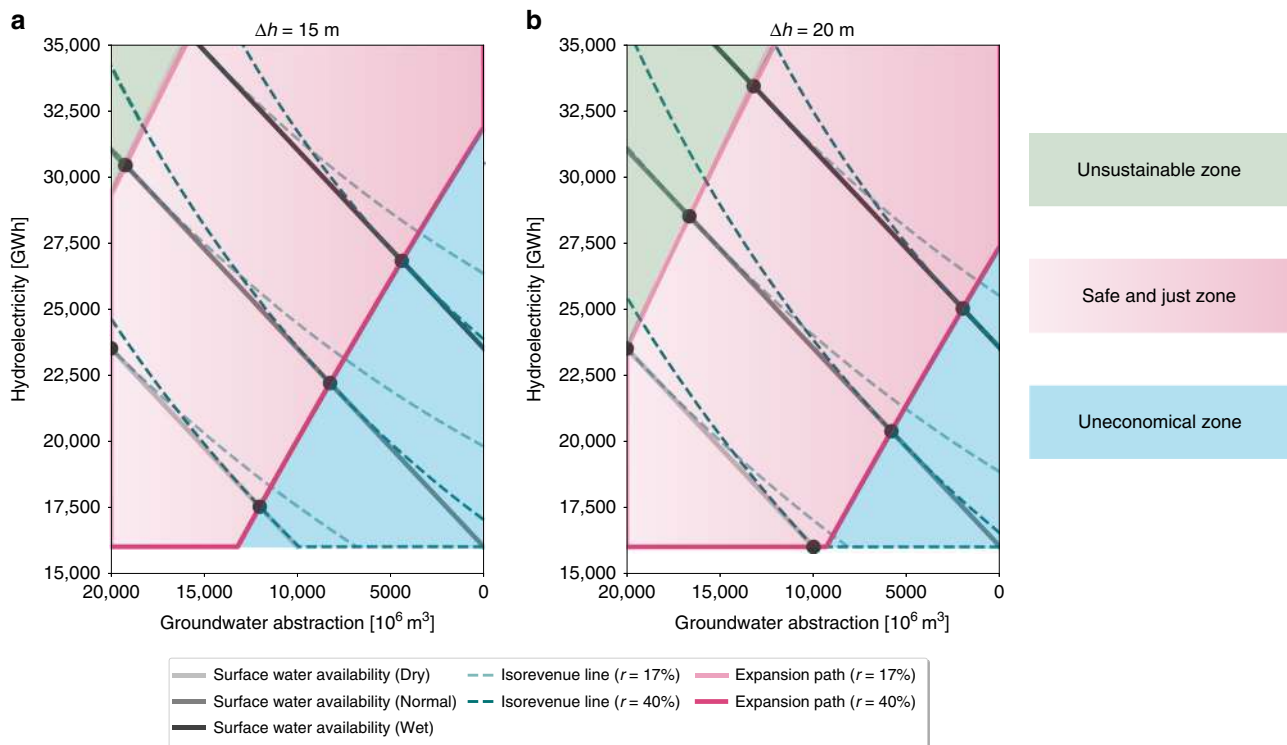 a
Δh = 15 m
35,000
32,500
30,000
27,500
25,000
22,500
20,000
17,500
15,000
Hydroelectricity [GWh]
20,000 15,000 10,000 5000 0
Groundwater abstraction [10⁶ m³]
b
Δh = 20 m
35,000
32,500
30,000
27,500
25,000
22,500
20,000
17,500
15,000
Hydroelectricity [GWh]
20,000 15,000 10,000 5000 0
Groundwater abstraction [10⁶ m³]
Unsustainable zone
Safe and just zone
Uneconomical zone
Surface water availability (Dry)
Surface water availability (Normal)
Surface water availability (Wet)
Isorevenue line (r = 17%)
Isorevenue line (r = 40%)
Expansion path (r = 17%)
Expansion path (r = 40%)